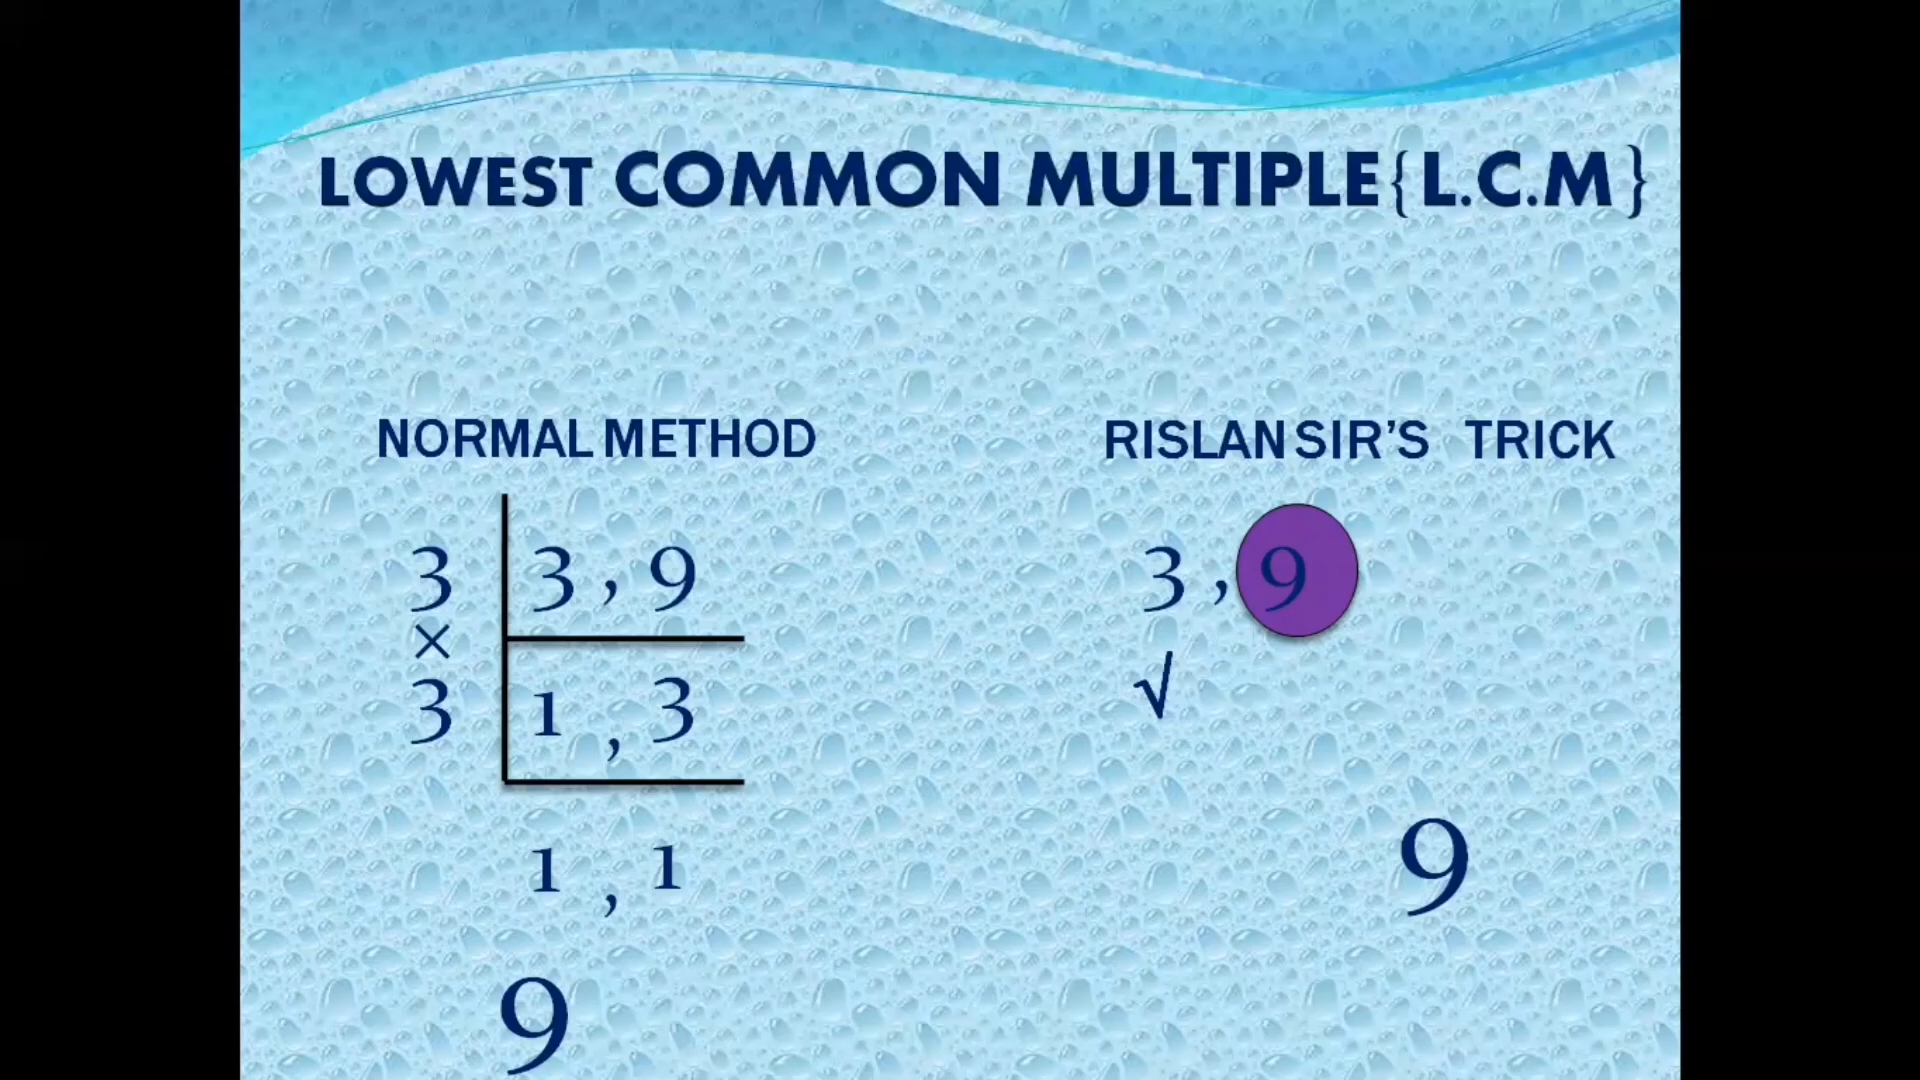 LOWEST COMMON MULTIPLE{L.C.M}
NORMAL METHOD
3 3 , 9
×
3 1 , 3
1 , 1
9
RISLAN SIR’S TRICK
3 , 9
√
9